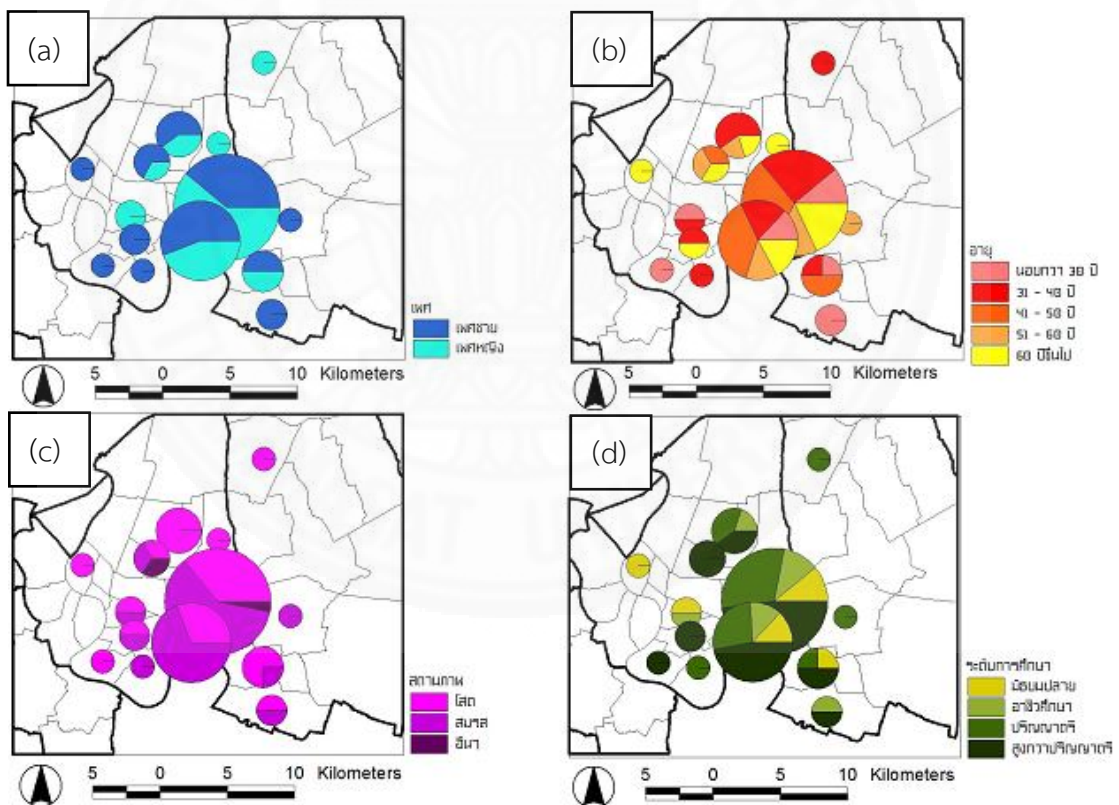 (a)
เพศ
เพศชาย
เพศหญิง
5 0 5 10 Kilometers
(b)
อายุ
น้อยกว่า 30 ปี
31 - 40 ปี
41 - 50 ปี
51 - 60 ปี
60 ปีขึ้นไป
5 0 5 10 Kilometers
(c)
สถานภาพ
โสด
สมรส
อื่นๆ
5 0 5 10 Kilometers
(d)
ระดับการศึกษา
มัธยมปลาย
อาชีวศึกษา
ปริญญาตรี
สูงกว่าปริญญาตรี
5 0 5 10 Kilometers